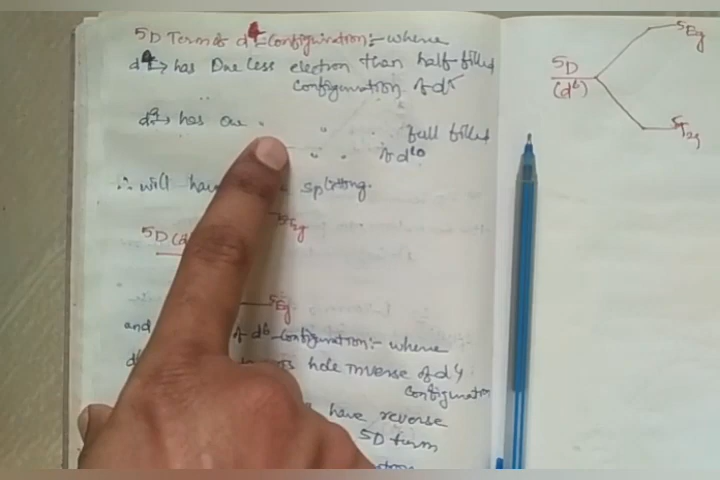 5D Term of d4-Configuration:- where
d4→ has One Less electron than half-filled
Configuration of d5
d9→ has one " " " full filled
" " of d10
∴ will hav splitting.
5D (d
5Eg
5Eg
and of d6-Configuration:- where
hole Inverse of d4
Configuration
have reverse
5D term
5Eg
5D
(d6)
5T2g